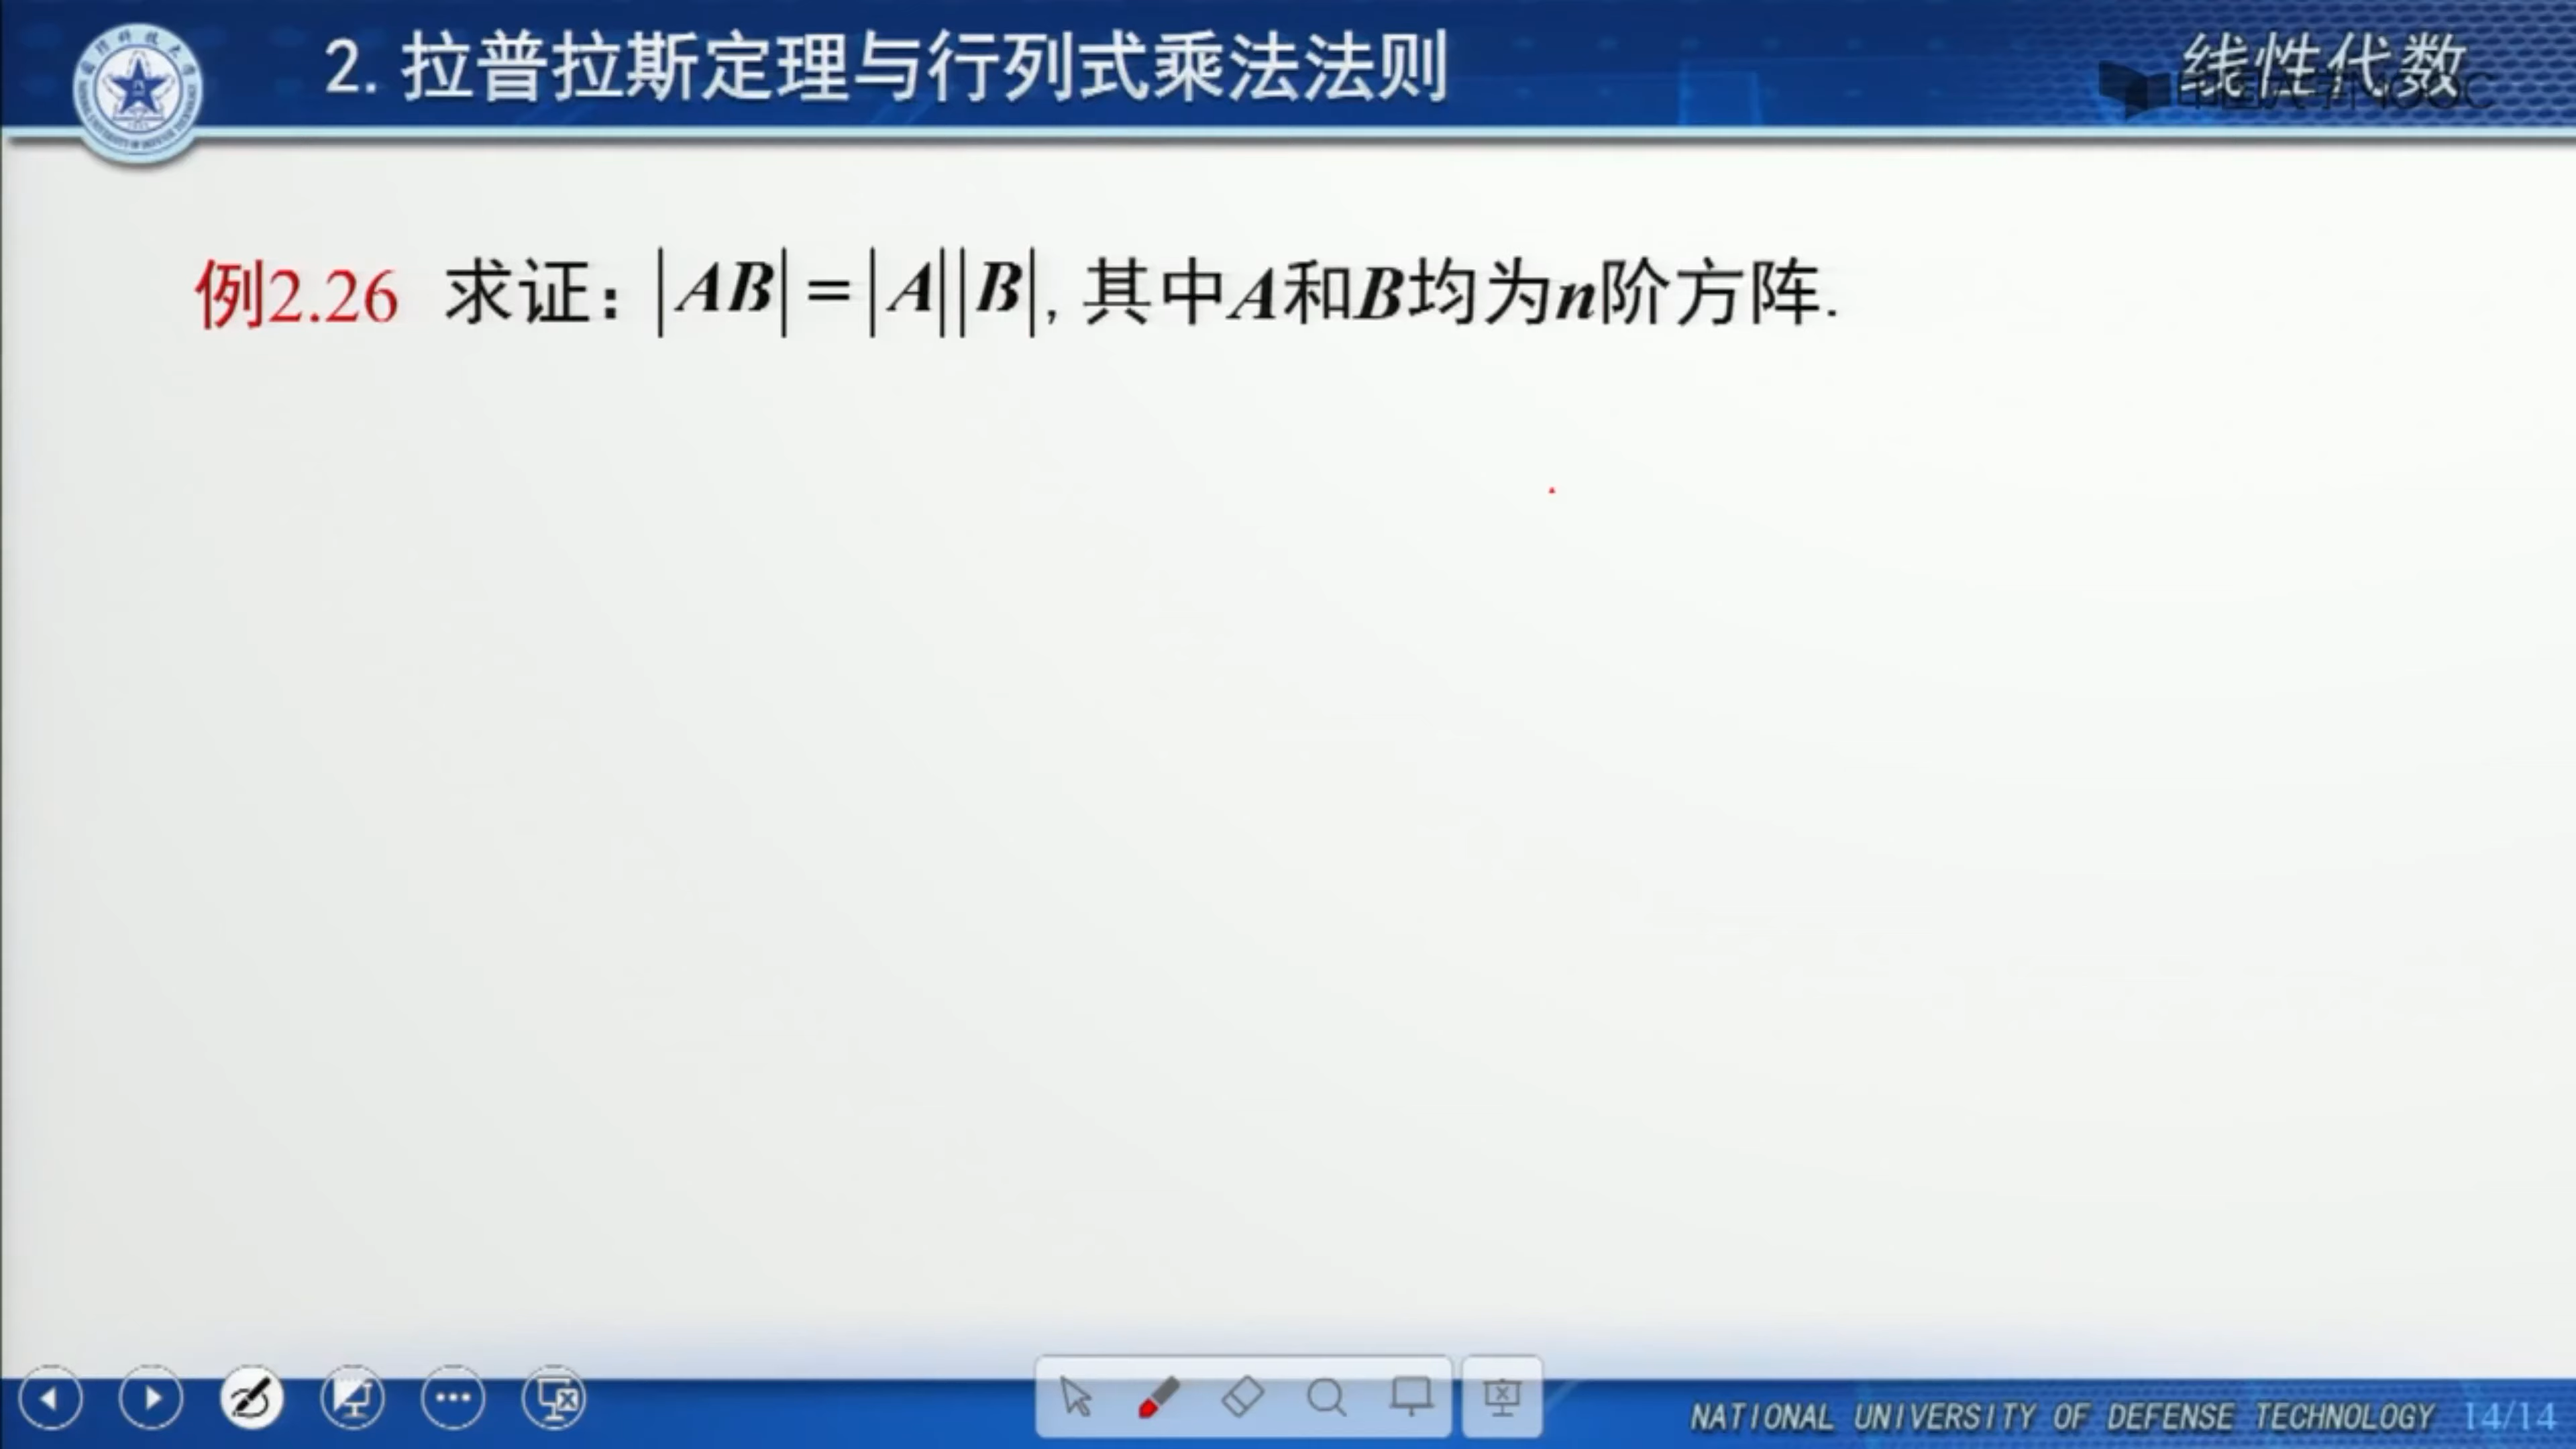 2. 拉普拉斯定理与行列式乘法法则
线性代数
例2.26 求证：|AB|=|A||B|, 其中A和B均为n阶方阵.
NATIONAL UNIVERSITY OF DEFENSE TECHNOLOGY 14/14